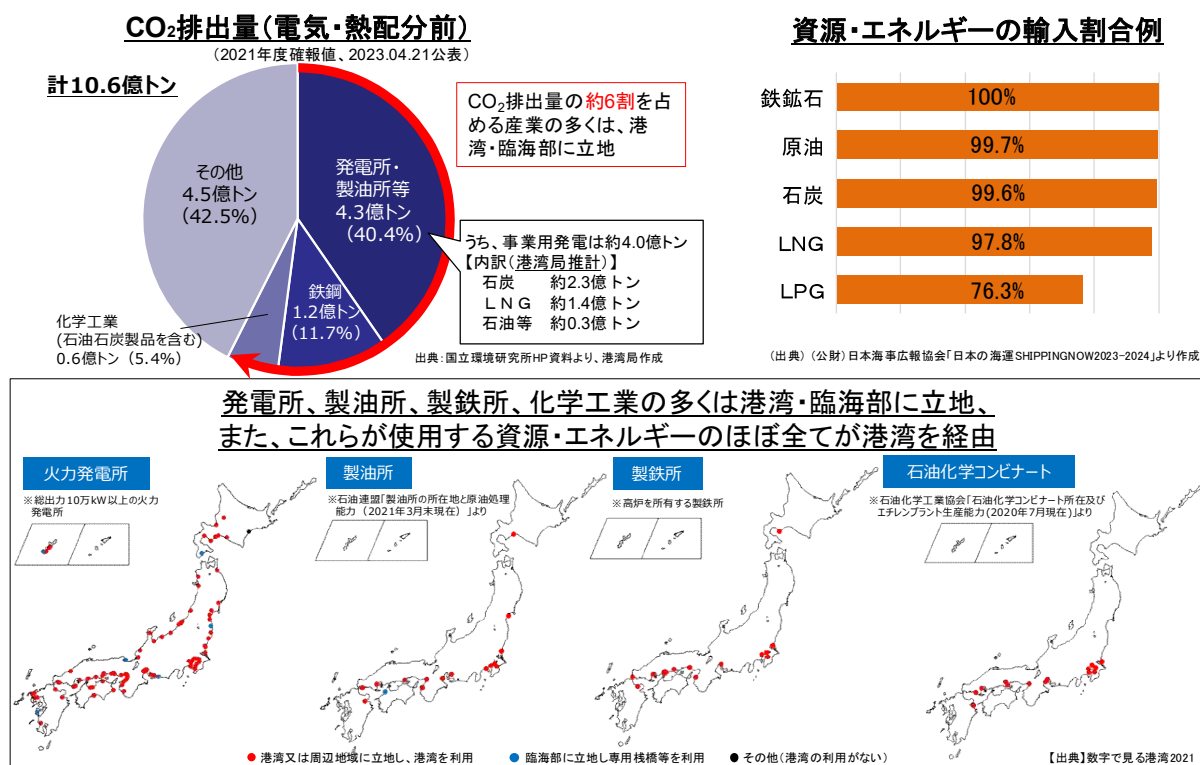 CO₂排出量(電気・熱配分前)
(2021年度確報値、2023.04.21公表)
計10.6億トン
CO₂排出量の約6割を占
める産業の多くは、港
湾・臨海部に立地
その他
4.5億トン
(42.5%)
発電所・
製油所等
4.3億トン
(40.4%)
うち、事業用発電は約4.0億トン
【内訳(港湾局推計)】
石炭 約2.3億トン
LNG 約1.4億トン
石油等 約0.3億トン
鉄鋼
1.2億トン
(11.7%)
化学工業
(石油石炭製品を含む)
0.6億トン(5.4%)
出典:国立環境研究所HP資料より、港湾局作成
資源・エネルギーの輸入割合例
鉄鉱石 100%
原油 99.7%
石炭 99.6%
LNG 97.8%
LPG 76.3%
(出典)(公財)日本海事広報協会「日本の海運SHIPPINGNOW2023-2024」より作成
発電所、製油所、製鉄所、化学工業の多くは港湾・臨海部に立地、
また、これらが使用する資源・エネルギーのほぼ全てが港湾を経由
火力発電所
※総出力10万kW以上の火力
発電所
製油所
※石油連盟「製油所の所在地と原油処理
能力(2021年3月末現在)」より
製鉄所
※高炉を所有する製鉄所
石油化学コンビナート
※石油化学工業協会「石油化学コンビナート所在及び
エチレンプラント生産能力(2020年7月現在)」より
●港湾又は周辺地域に立地し、港湾を利用 ●臨海部に立地し専用桟橋等を利用 ●その他(港湾の利用がない)
【出典】数字で見る港湾2021